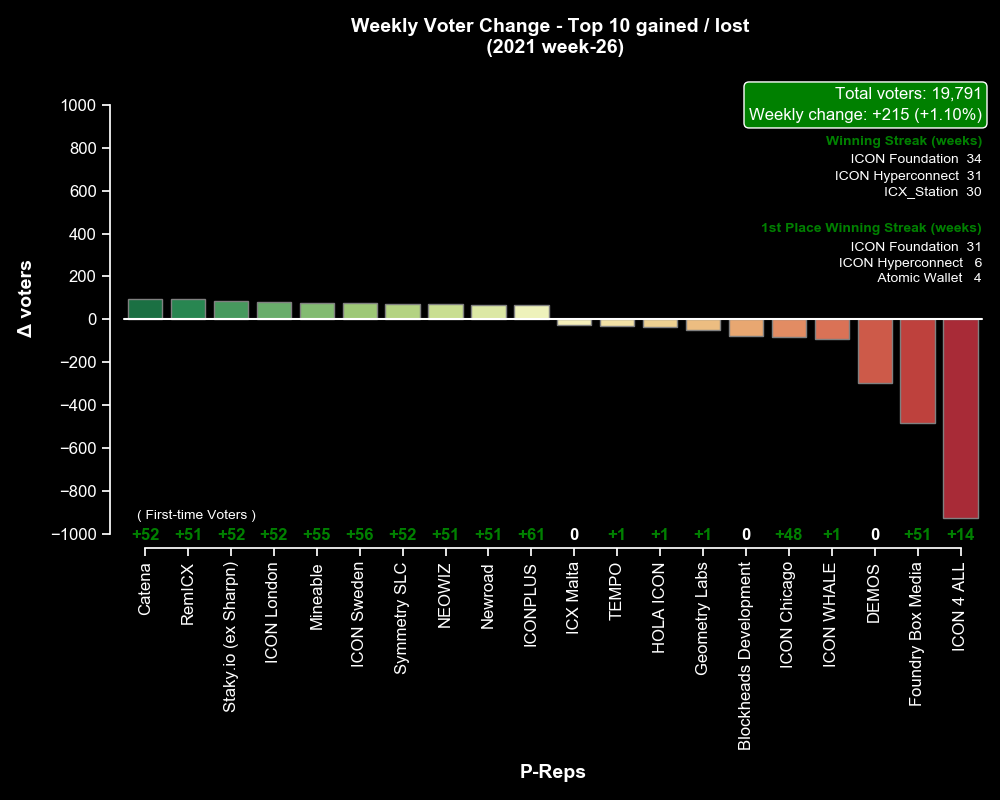 Weekly Voter Change - Top 10 gained / lost
(2021 week-26)
Total voters: 19,791
Weekly change: +215 (+1.10%)
Winning Streak (weeks)
ICON Foundation 34
ICON Hyperconnect 31
ICX_Station 30
1st Place Winning Streak (weeks)
ICON Foundation 31
ICON Hyperconnect 6
Atomic Wallet 4
Δ voters
1000
800
600
400
200
0
−200
−400
−600
−800
−1000
( First-time Voters )
+52 +51 +52 +52 +55 +56 +52 +51 +51 +61 0 +1 +1 +1 0 +48 +1 0 +51 +14
Catena
RemICX
Staky.io (ex Sharpn)
ICON London
Mineable
ICON Sweden
Symmetry SLC
NEOWIZ
Newroad
ICONPLUS
ICX Malta
TEMPO
HOLA ICON
Geometry Labs
Blockheads Development
ICON Chicago
ICON WHALE
DEMOS
Foundry Box Media
ICON 4 ALL
P-Reps